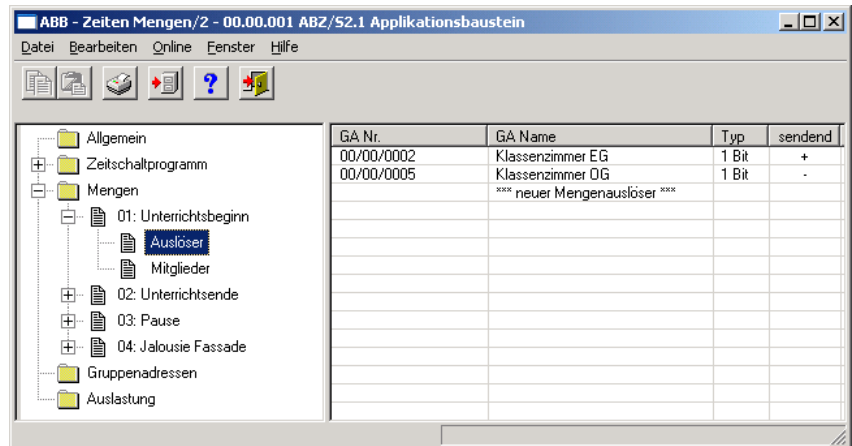 ABB - Zeiten Mengen/2 - 00.00.001 ABZ/S2.1 Applikationsbaustein
Datei Bearbeiten Online Fenster Hilfe
Allgemein
Zeitschaltprogramm
Mengen
01: Unterrichtsbeginn
Auslöser
Mitglieder
02: Unterrichtsende
03: Pause
04: Jalousie Fassade
Gruppenadressen
Auslastung
GA Nr. GA Name Typ sendend
00/00/0002 Klassenzimmer EG 1 Bit +
00/00/0005 Klassenzimmer OG 1 Bit -
*** neuer Mengenauslöser ***